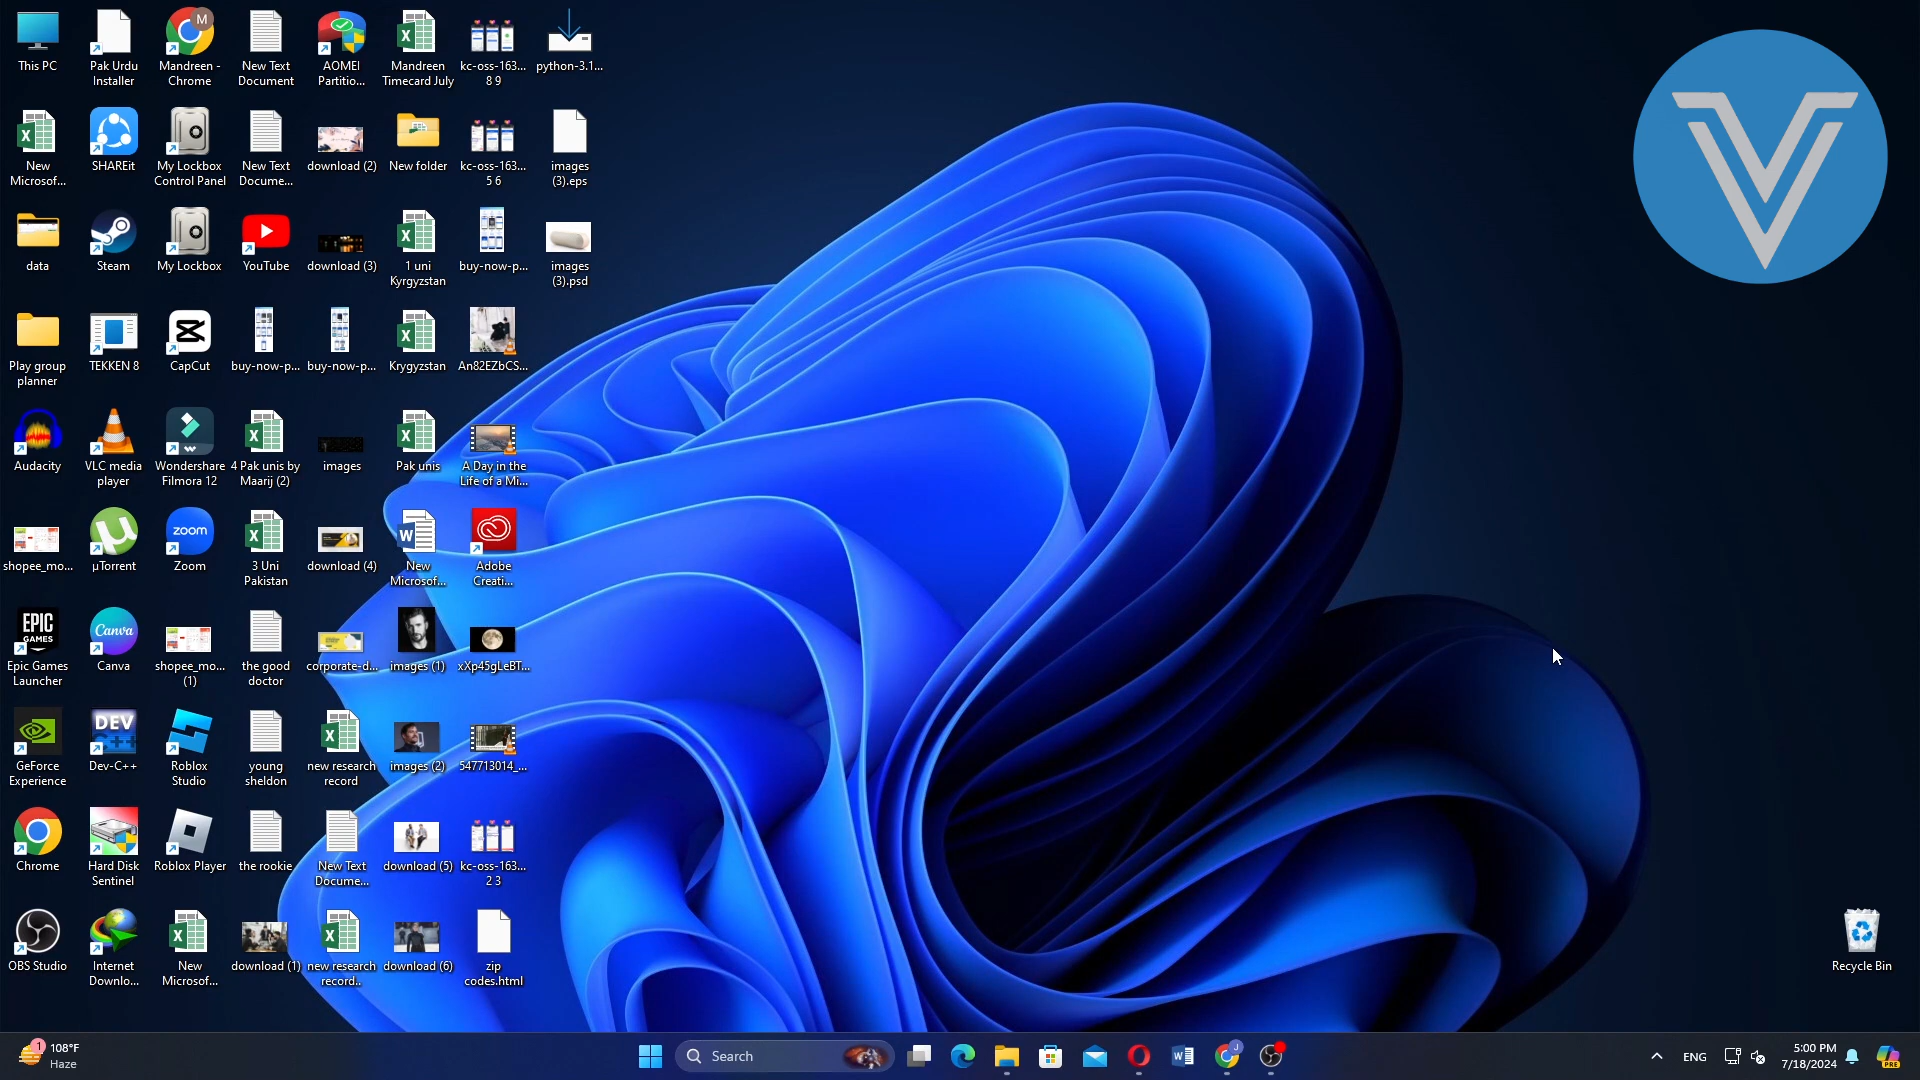 This PC
Pak Urdu
Installer
Mandreen -
Chrome
New Text
Document
AOMEI
Partitio...
Mandreen
Timecard July
kc-oss-163...
8 9
python-3.1...
New
Microsof...
SHAREit
My Lockbox
Control Panel
New Text
Docume...
download (2)
New folder
kc-oss-163...
5 6
images
(3).eps
data
Steam
My Lockbox
YouTube
download (3)
1 uni
Kyrgyzstan
buy-now-p...
images
(3).psd
Play group
planner
TEKKEN 8
CapCut
buy-now-p...
buy-now-p...
Krygyzstan
An82EZbCS...
Audacity
VLC media
player
Wondershare
Filmora 12
4 Pak unis by
Maarij (2)
images
Pak unis
A Day in the
Life of a Mi...
shopee_mo...
µTorrent
zoom
Zoom
3 Uni
Pakistan
download (4)
New
Microsof...
Adobe
Creati...
EPIC
GAMES
Epic Games
Launcher
Canva
Canva
shopee_mo...
(1)
the good
doctor
corporate-d...
images (1)
xXp45gLeBT...
GeForce
Experience
DEV
C++
Dev-C++
Roblox
Studio
young
sheldon
new research
record
images (2)
547713014_...
Chrome
Hard Disk
Sentinel
Roblox Player
the rookie
New Text
Docume...
download (5)
kc-oss-163...
2 3
OBS Studio
Internet
Downlo...
New
Microsof...
download (1)
new research
record..
download (6)
zip
codes.html
Recycle Bin
1
108°F
Haze
Search
ENG
5:00 PM
7/18/2024
PRE